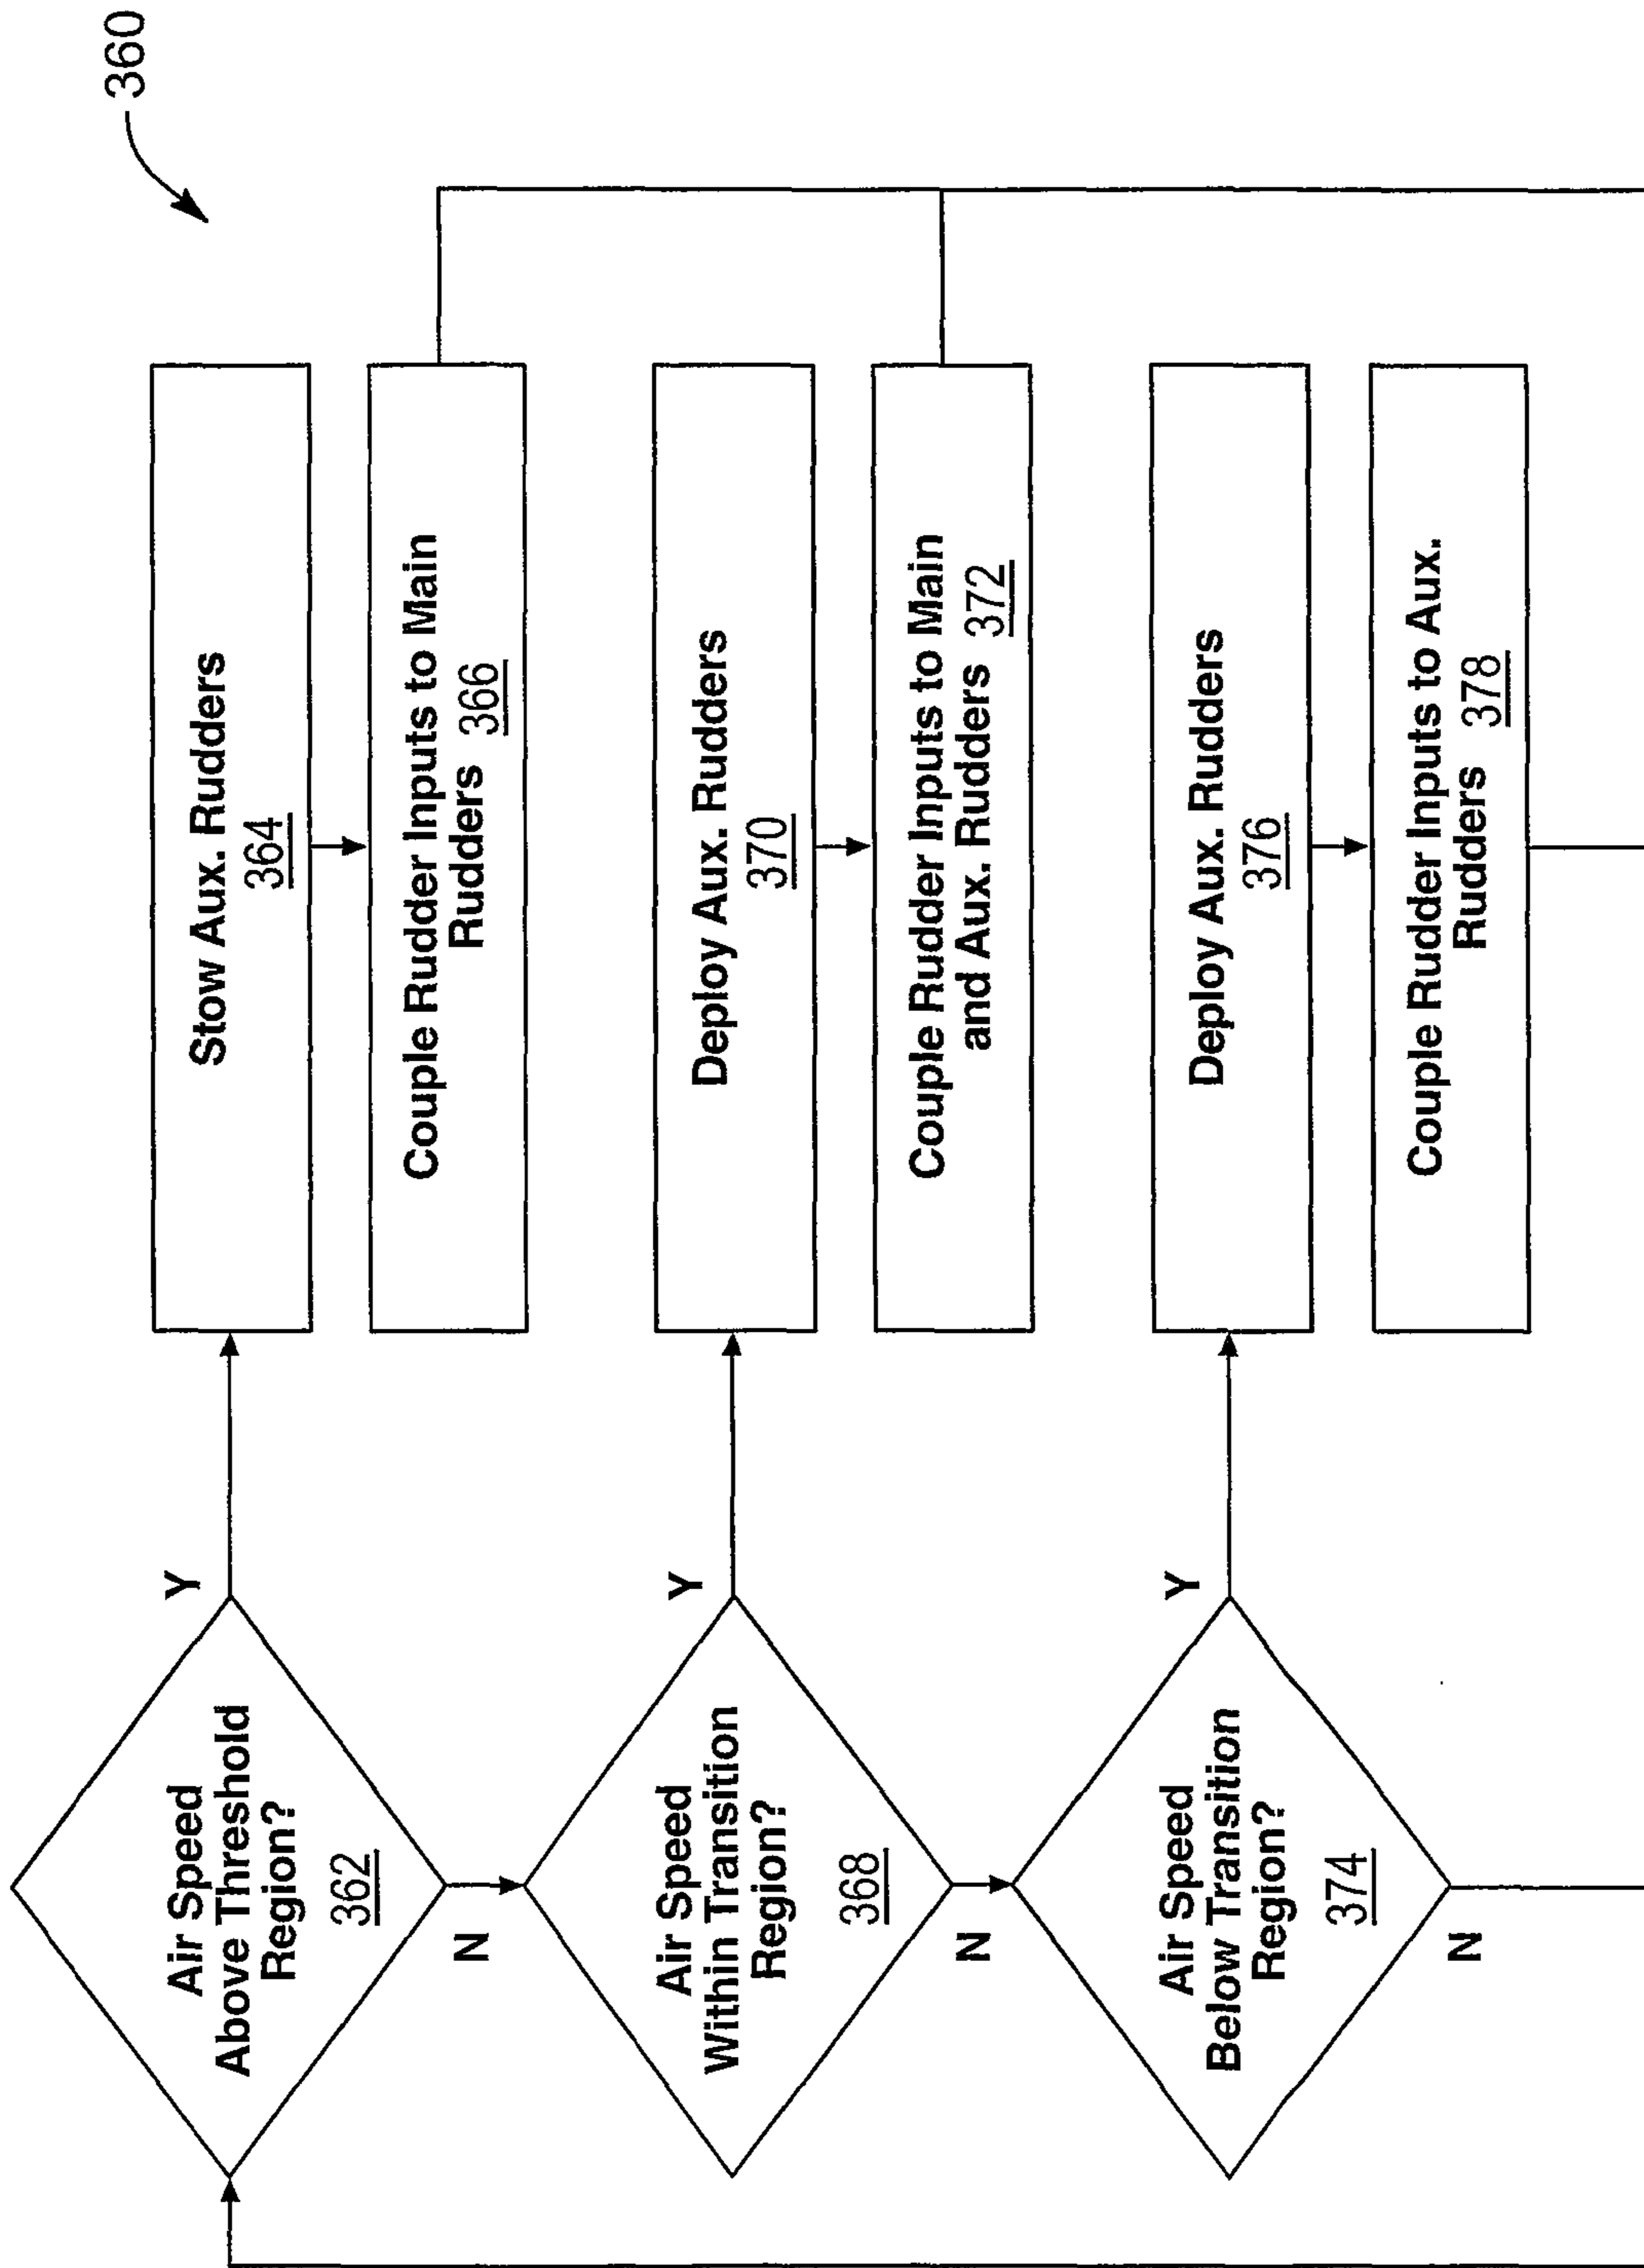 360
Air Speed
Above Threshold
Region?
362
Y
N
Stow Aux. Rudders
364
Couple Rudder Inputs to Main
Rudders 366
Air Speed
Within Transition
Region?
368
Y
N
Deploy Aux. Rudders
370
Couple Rudder Inputs to Main
and Aux. Rudders 372
Air Speed
Below Transition
Region?
374
Y
N
Deploy Aux. Rudders
376
Couple Rudder Inputs to Aux.
Rudders 378